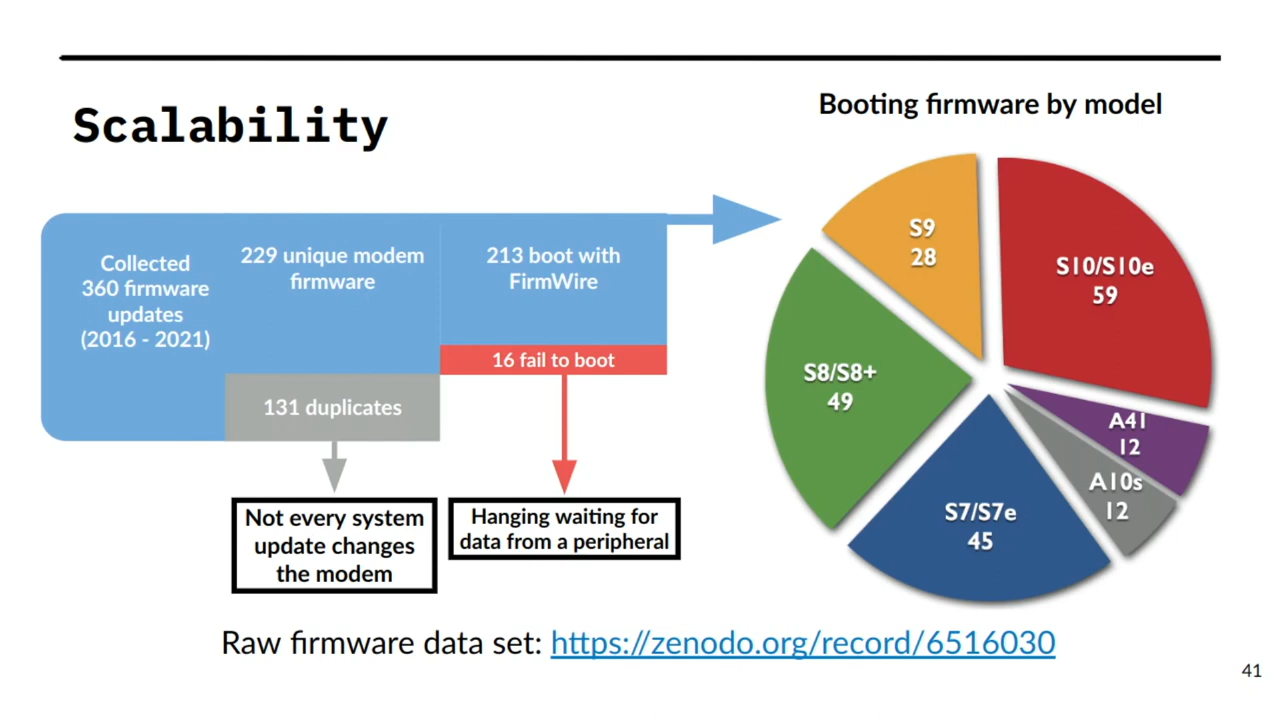 Scalability
Collected
360 firmware
updates
(2016 - 2021)
229 unique modem
firmware
213 boot with
FirmWire
16 fail to boot
131 duplicates
Not every system
update changes
the modem
Hanging waiting for
data from a peripheral
Booting firmware by model
S9
28
S10/S10e
59
S8/S8+
49
A41
12
A10s
12
S7/S7e
45
Raw firmware data set: https://zenodo.org/record/6516030
41